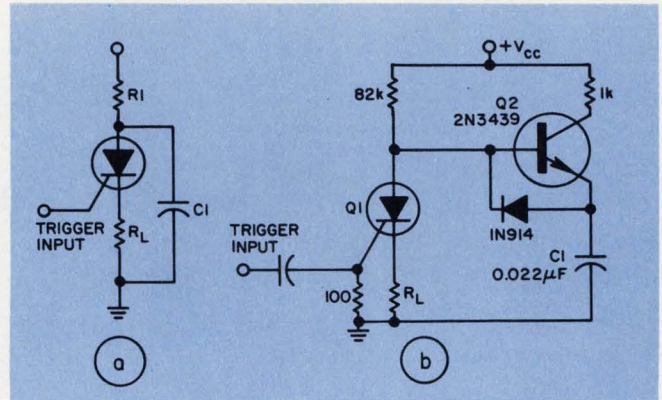 R1
C1
TRIGGER
INPUT
RL
a
+Vcc
82k
Q2
2N3439
1k
Q1
1N914
TRIGGER
INPUT
C1
0.022μF
100
RL
b